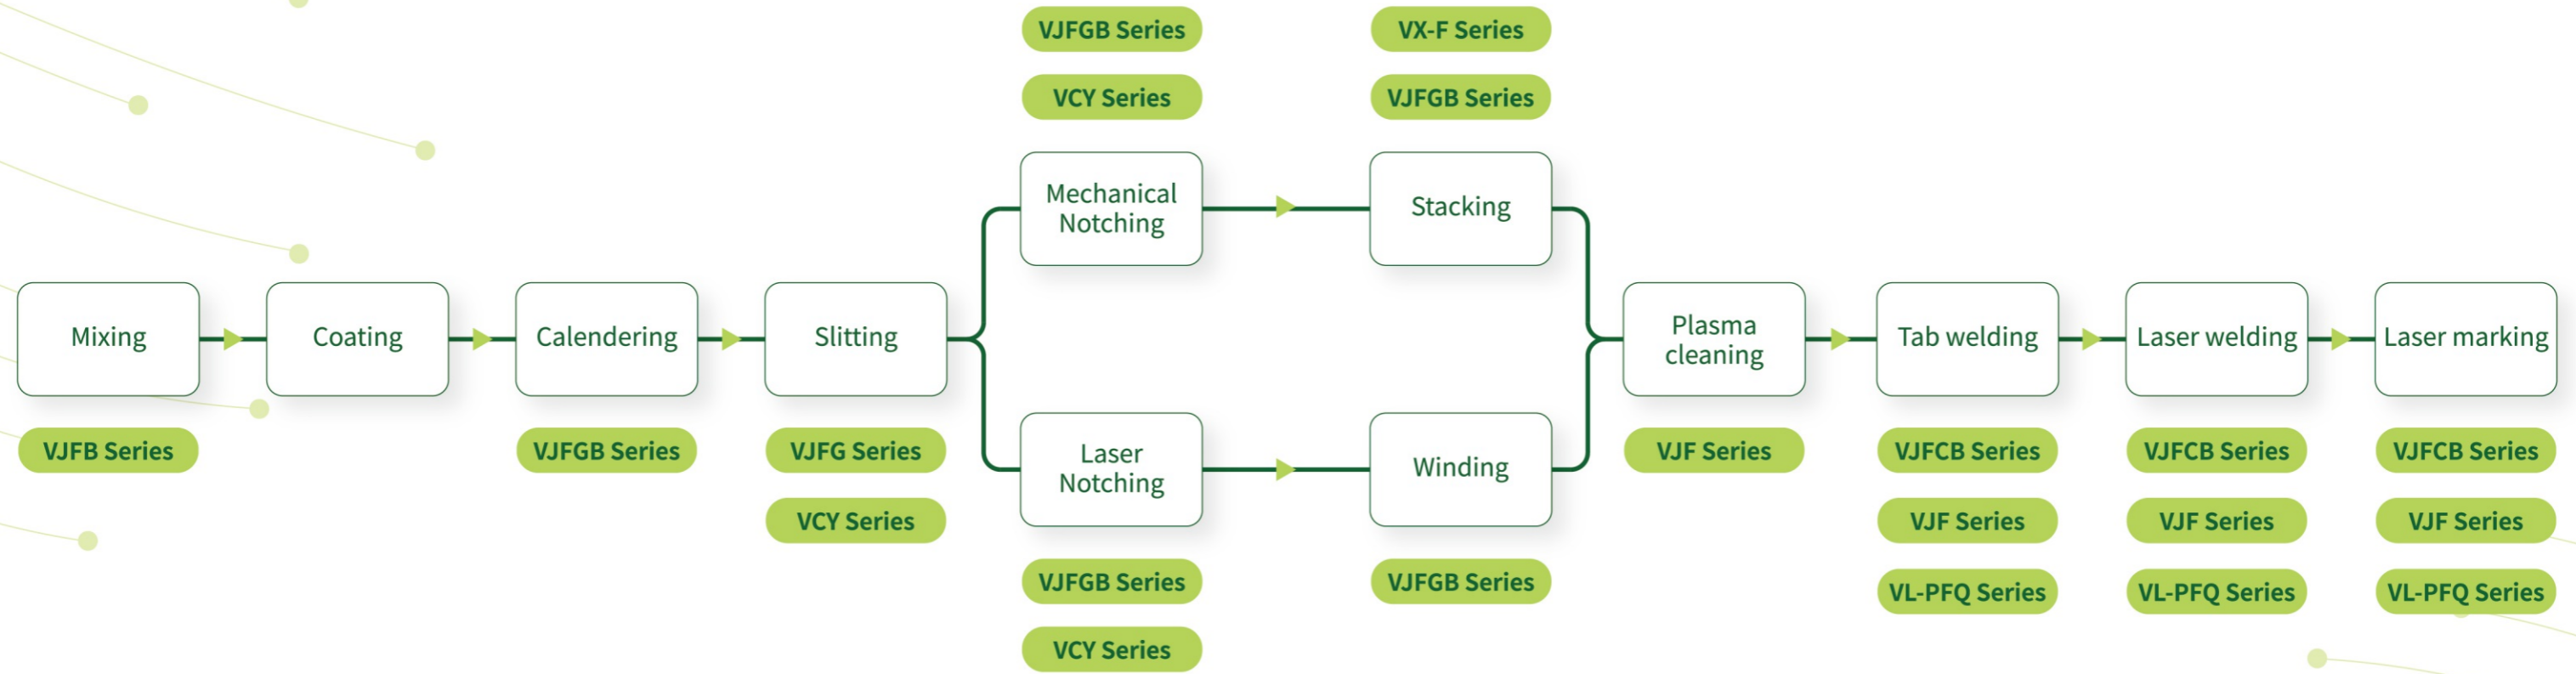 VJFGB Series
VX-F Series
VCY Series
VJFGB Series
Mechanical
Notching
Stacking
Mixing
Coating
Calendering
Slitting
Plasma
cleaning
Tab welding
Laser welding
Laser marking
Laser
Notching
Winding
VJFB Series
VJFGB Series
VJFG Series
VJF Series
VJFCB Series
VJFCB Series
VJFCB Series
VCY Series
VJF Series
VJF Series
VJF Series
VJFGB Series
VJFGB Series
VL-PFQ Series
VL-PFQ Series
VL-PFQ Series
VCY Series